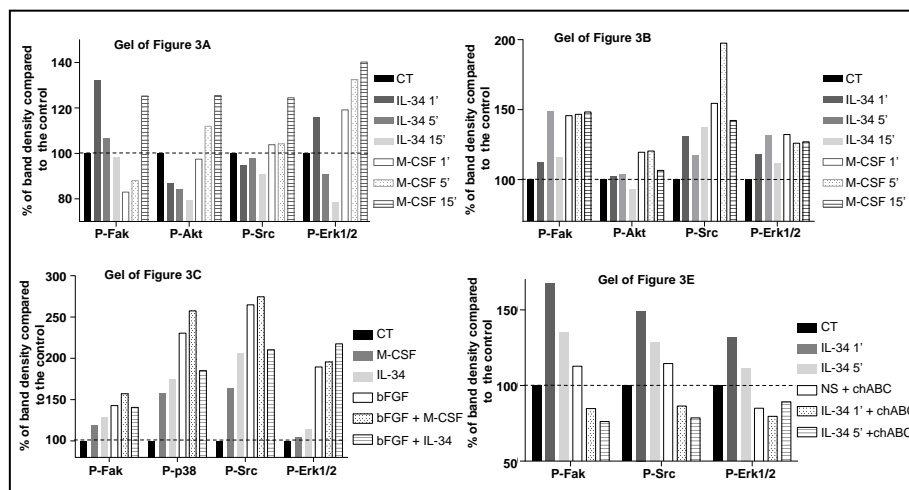 Gel of Figure 3A
% of band density compared
to the control
140
120
100
80
P-Fak P-Akt P-Src P-Erk1/2
CT
IL-34 1'
IL-34 5'
IL-34 15'
M-CSF 1'
M-CSF 5'
M-CSF 15'
Gel of Figure 3B
% of band density compared
to the control
200
150
100
P-Fak P-Akt P-Src P-Erk1/2
CT
IL-34 1'
IL-34 5'
IL-34 15'
M-CSF 1'
M-CSF 5'
M-CSF 15'
Gel of Figure 3C
% of band density compared
to the control
300
250
200
150
100
P-Fak P-p38 P-Src P-Erk1/2
CT
M-CSF
IL-34
bFGF
bFGF + M-CSF
bFGF + IL-34
Gel of Figure 3E
% of band density compared
to the control
150
100
50
P-Fak P-Src P-Erk1/2
CT
IL-34 1'
IL-34 5'
NS + chABC
IL-34 1' + chABC
IL-34 5' +chABC